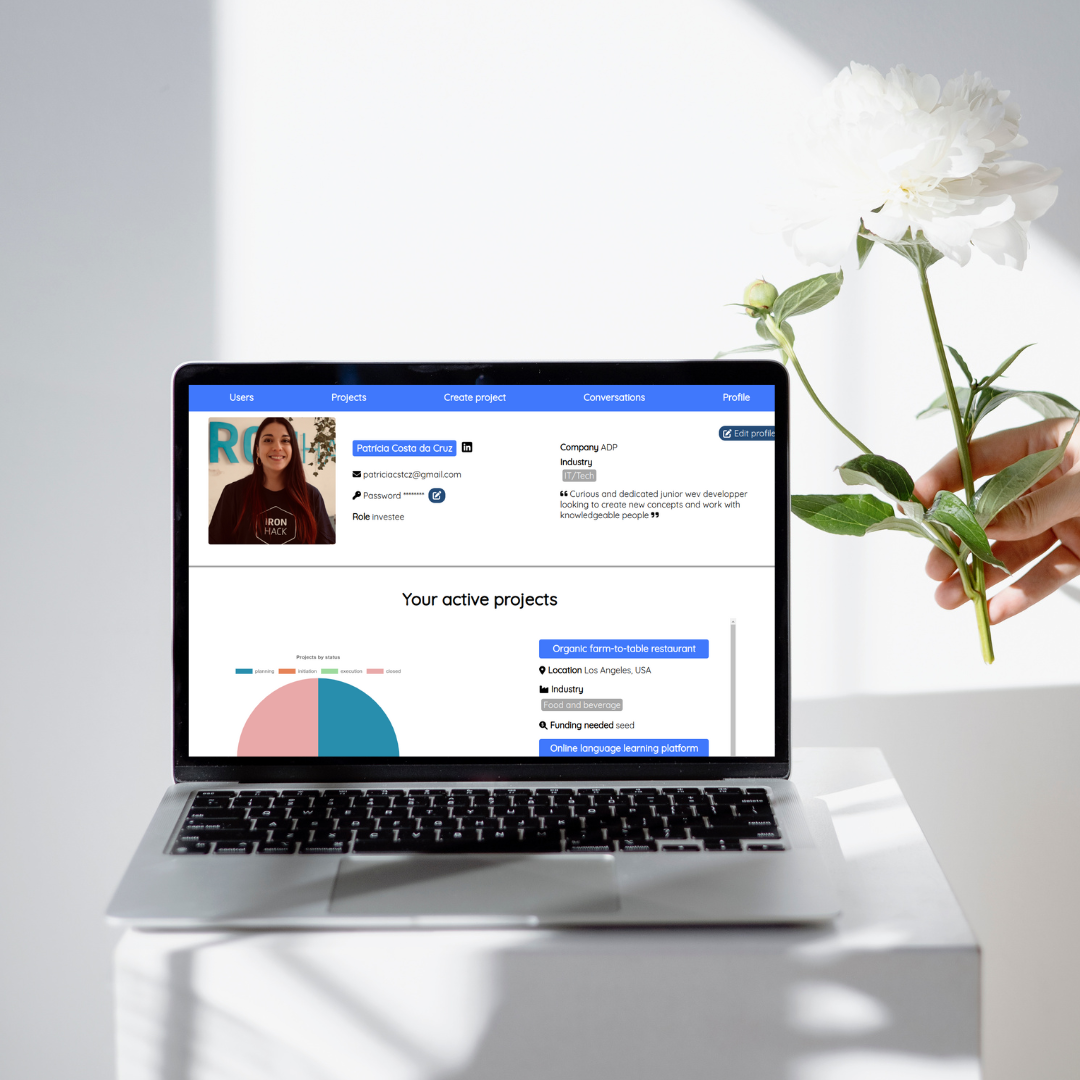 Users Projects Create project Conversations Profile
Edit profile
Patrícia Costa da Cruz
in
patriciacstcz@gmail.com
Password ********
Role investee
Company ADP
Industry
IT/Tech
❝ Curious and dedicated junior wev developper
looking to create new concepts and work with
knowledgeable people ❞
IRON
HACK
Your active projects
Projects by status
planning initiation execution closed
Organic farm-to-table restaurant
Location Los Angeles, USA
Industry
Food and beverage
Funding needed seed
Online language learning platform